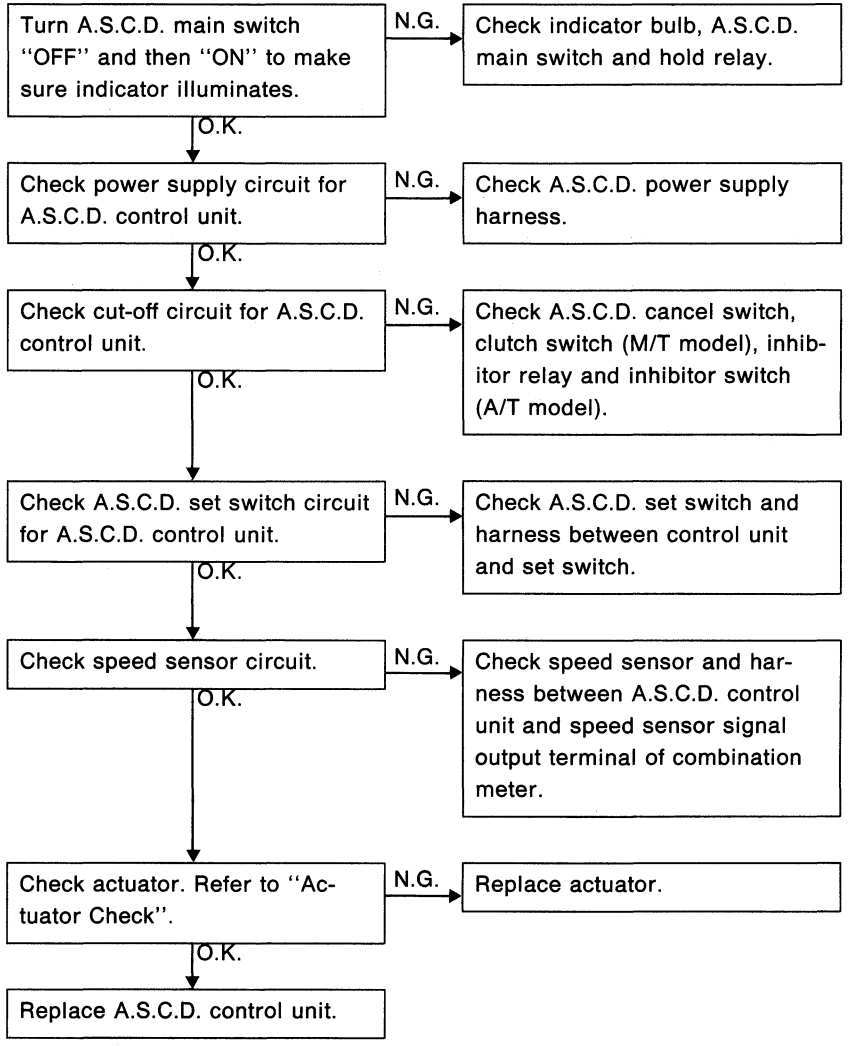 Turn A.S.C.D. main switch
“OFF” and then “ON” to make
sure indicator illuminates.
N.G.
Check indicator bulb, A.S.C.D.
main switch and hold relay.
O.K.
Check power supply circuit for
A.S.C.D. control unit.
N.G.
Check A.S.C.D. power supply
harness.
O.K.
Check cut-off circuit for A.S.C.D.
control unit.
N.G.
Check A.S.C.D. cancel switch,
clutch switch (M/T model), inhib-
itor relay and inhibitor switch
(A/T model).
O.K.
Check A.S.C.D. set switch circuit
for A.S.C.D. control unit.
N.G.
Check A.S.C.D. set switch and
harness between control unit
and set switch.
O.K.
Check speed sensor circuit.
N.G.
Check speed sensor and har-
ness between A.S.C.D. control
unit and speed sensor signal
output terminal of combination
meter.
O.K.
Check actuator. Refer to “Ac-
tuator Check”.
N.G.
Replace actuator.
O.K.
Replace A.S.C.D. control unit.